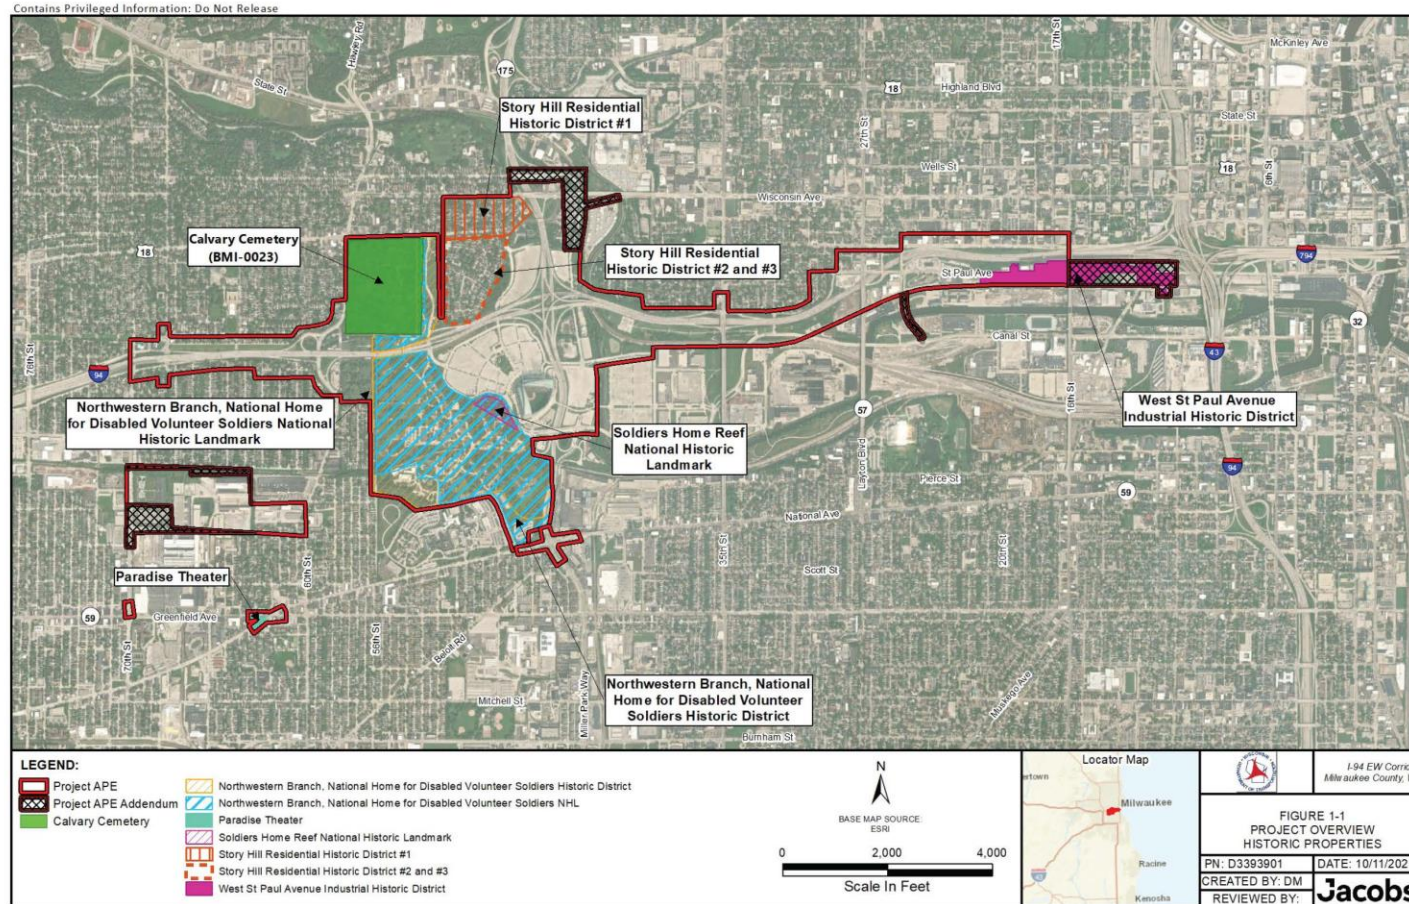 Contains Privileged Information: Do Not Release
Hawley Rd
17th St
McKinley Ave
175
State St
18
Highland Blvd
Story Hill Residential
Historic District #1
State St
27th St
Wells St
18
6th St
Wisconsin Ave
Calvary Cemetery
(BMI-0023)
18
Story Hill Residential
Historic District #2 and #3
794
St Paul Ave
32
Canal St
76th St
43
94
16th St
Northwestern Branch, National Home
for Disabled Volunteer Soldiers National
Historic Landmark
57
West St Paul Avenue
Industrial Historic District
Soldiers Home Reef
National Historic
Landmark
Layton Blvd
94
Pierce St
59
National Ave
35th St
20th St
Scott St
60th St
Paradise Theater
59
Greenfield Ave
70th St
56th St
Beloit Rd
Northwestern Branch, National
Home for Disabled Volunteer
Soldiers Historic District
Mitchell St
Miller Park Way
Muskego Ave
Burnham St
LEGEND:
Project APE
Project APE Addendum
Calvary Cemetery
Northwestern Branch, National Home for Disabled Volunteer Soldiers Historic District
Northwestern Branch, National Home for Disabled Volunteer Soldiers NHL
Paradise Theater
Soldiers Home Reef National Historic Landmark
Story Hill Residential Historic District #1
Story Hill Residential Historic District #2 and #3
West St Paul Avenue Industrial Historic District
N
BASE MAP SOURCE:
ESRI
0 2,000 4,000
Scale In Feet
Locator Map
ertown
Milwaukee
Racine
Kenosha
I-94 EW Corric
Milwaukee County,
FIGURE 1-1
PROJECT OVERVIEW
HISTORIC PROPERTIES
PN: D3393901
DATE: 10/11/202
CREATED BY: DM
REVIEWED BY:
Jacobs